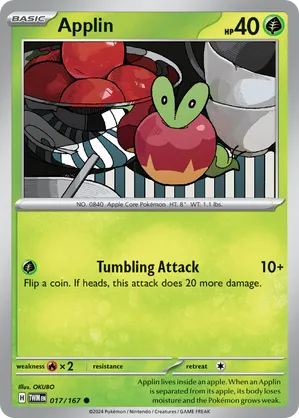 BASIC
Applin
HP40
NO. 0840 Apple Core Pokémon HT. 8" WT. 1.1 lbs.
Tumbling Attack 10+
Flip a coin. If heads, this attack does 20 more damage.
weakness × 2 resistance retreat
Illus. OKUBO
H TWM EN 017/167
Applin lives inside an apple. When an Applin
is separated from its apple, its body loses
moisture and the Pokémon grows weaker.
©2024 Pokémon / Nintendo / Creatures / GAME FREAK